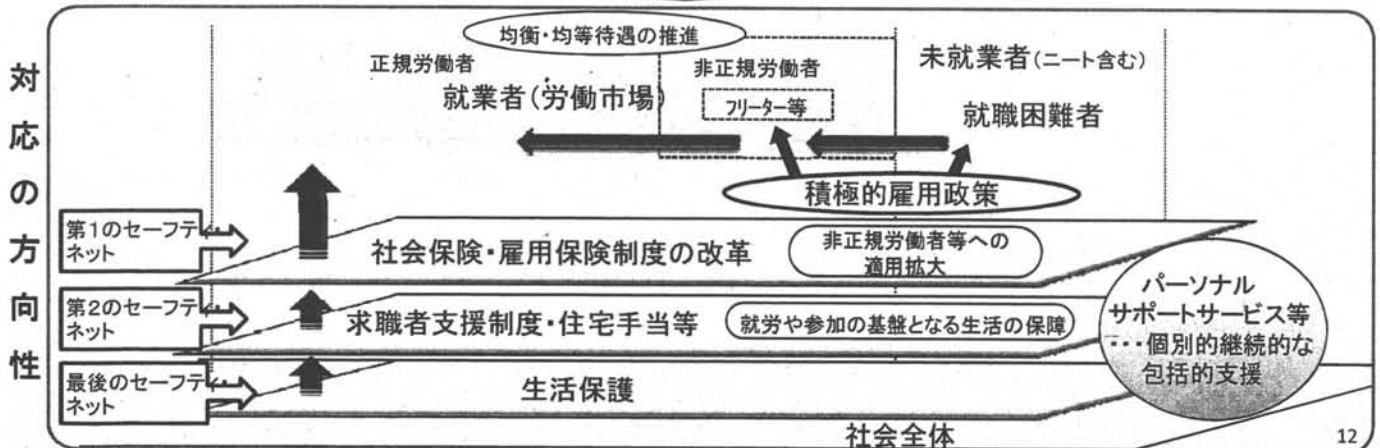 対応の方向性
均衡・均等待遇の推進
正規労働者
非正規労働者
就業者(労働市場)
フリーター等
未就業者(ニート含む)
就職困難者
積極的雇用政策
第1のセーフティ
ネット
社会保険・雇用保険制度の改革
非正規労働者等への
適用拡大
第2のセーフティ
ネット
求職者支援制度・住宅手当等
就労や参加の基盤となる生活の保障
パーソナル
サポートサービス等
・・・個別的継続的な
包括的支援
最後のセーフティ
ネット
生活保護
社会全体
12